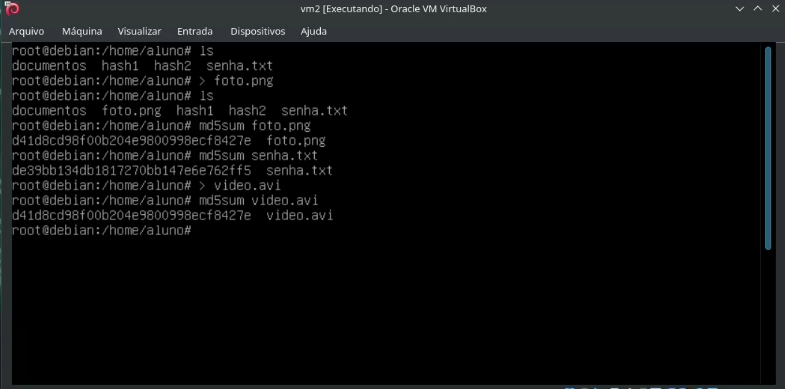 vm2 [Executando] - Oracle VM VirtualBox
Arquivo Máquina Visualizar Entrada Dispositivos Ajuda
root@debian:/home/aluno# ls
documentos  hash1  hash2  senha.txt
root@debian:/home/aluno# > foto.png
root@debian:/home/aluno# ls
documentos  foto.png  hash1  hash2  senha.txt
root@debian:/home/aluno# md5sum foto.png
d41d8cd98f00b204e9800998ecf8427e  foto.png
root@debian:/home/aluno# md5sum senha.txt
de39bb134db1817270bb147e6e762ff5  senha.txt
root@debian:/home/aluno# > video.avi
root@debian:/home/aluno# md5sum video.avi
d41d8cd98f00b204e9800998ecf8427e  video.avi
root@debian:/home/aluno#